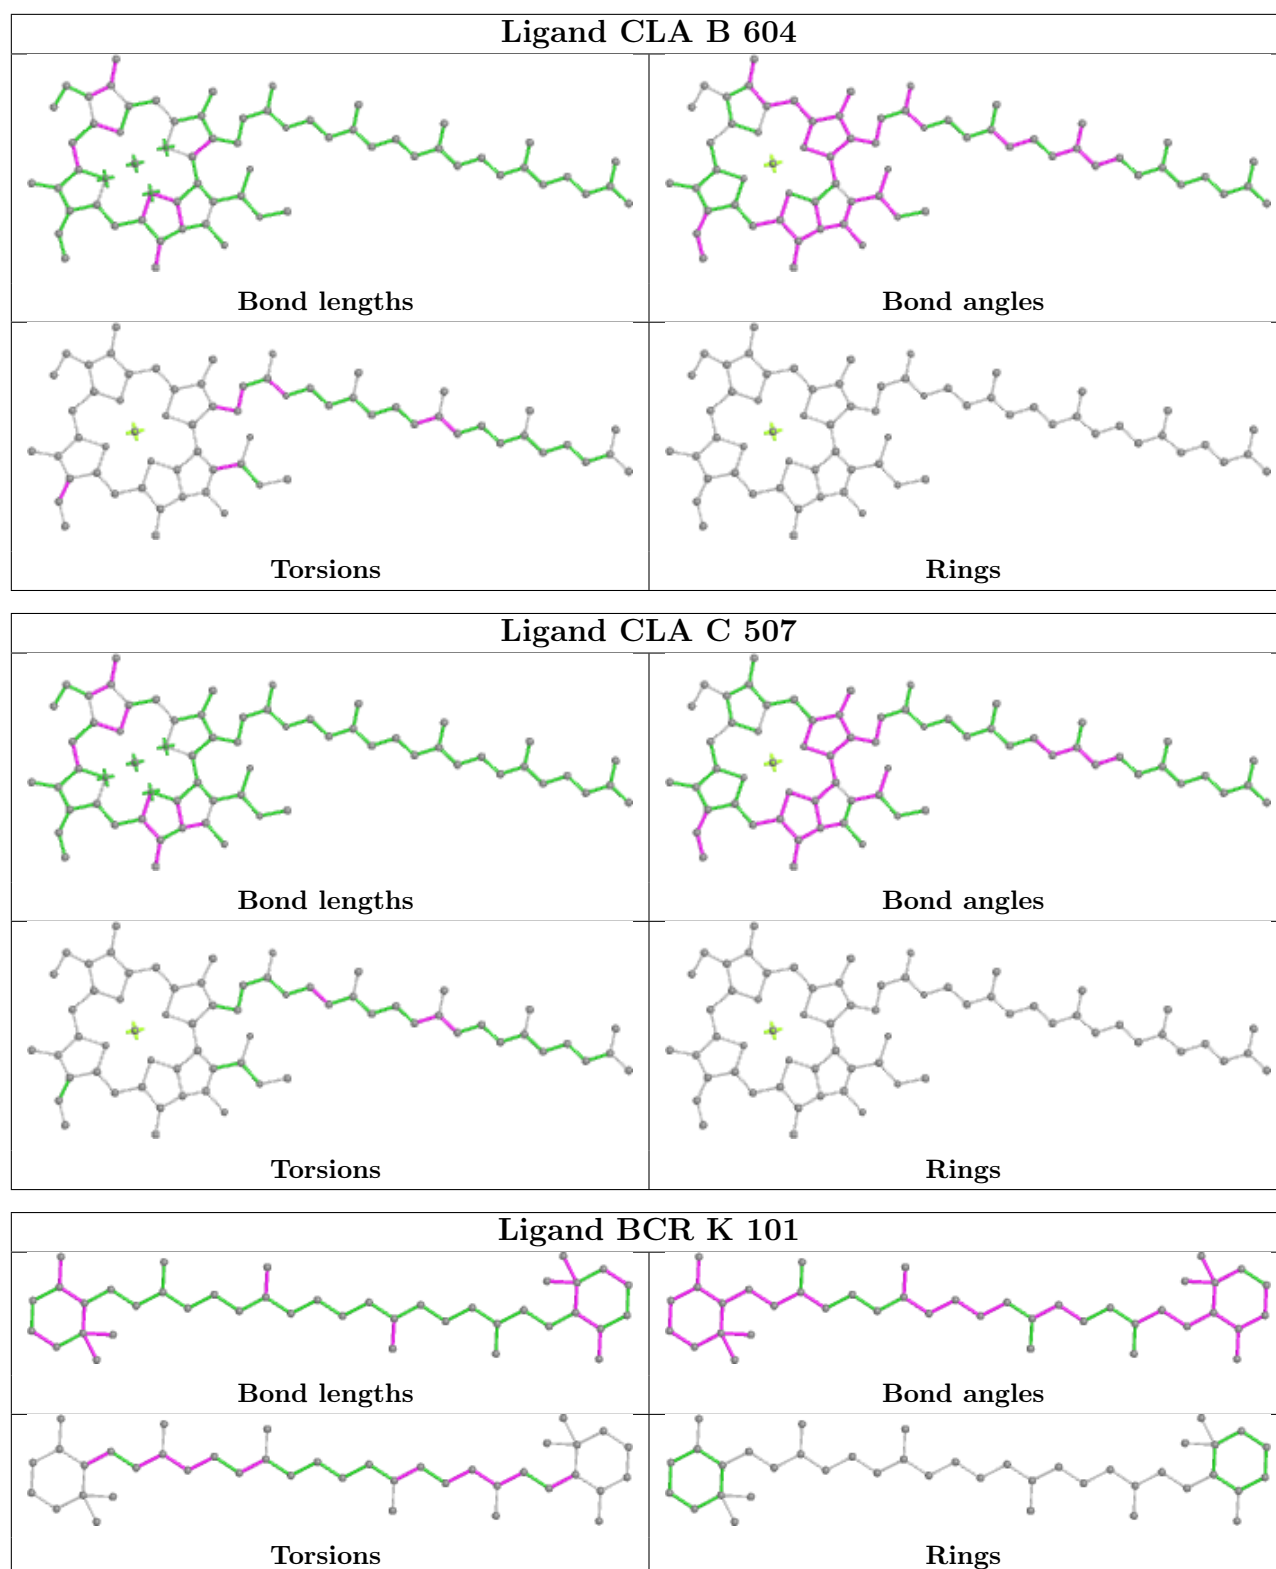 Ligand CLA B 604
Bond lengths
Bond angles
Torsions
Rings
Ligand CLA C 507
Bond lengths
Bond angles
Torsions
Rings
Ligand BCR K 101
Bond lengths
Bond angles
Torsions
Rings